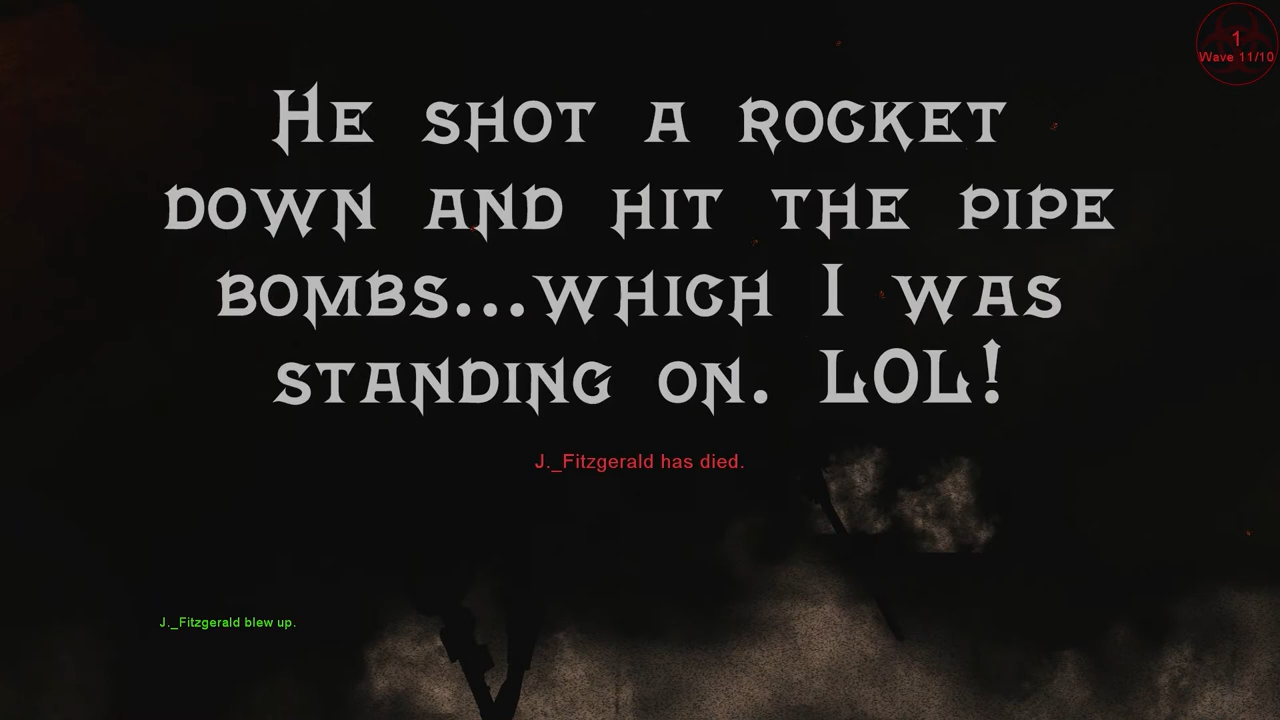 1
Wave 11/10
He shot a rocket
down and hit the pipe
bombs...which I was
standing on. LOL!
J._Fitzgerald has died.
J._Fitzgerald blew up.